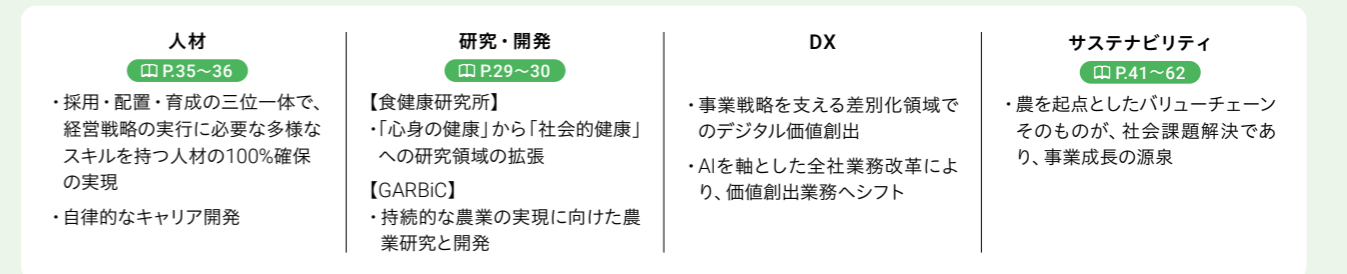 人材
P.35〜36
・採用・配置・育成の三位一体で、
経営戦略の実行に必要な多様な
スキルを持つ人材の100%確保
の実現
・自律的なキャリア開発
研究・開発
P.29〜30
【食健康研究所】
・「心身の健康」から「社会的健康」
への研究領域の拡張
【GARBiC】
・持続的な農業の実現に向けた農
業研究と開発
DX
・事業戦略を支える差別化領域で
のデジタル価値創出
・AIを軸とした全社業務改革によ
り、価値創出業務へシフト
サステナビリティ
P.41〜62
・農を起点としたバリューチェーン
そのものが、社会課題解決であ
り、事業成長の源泉